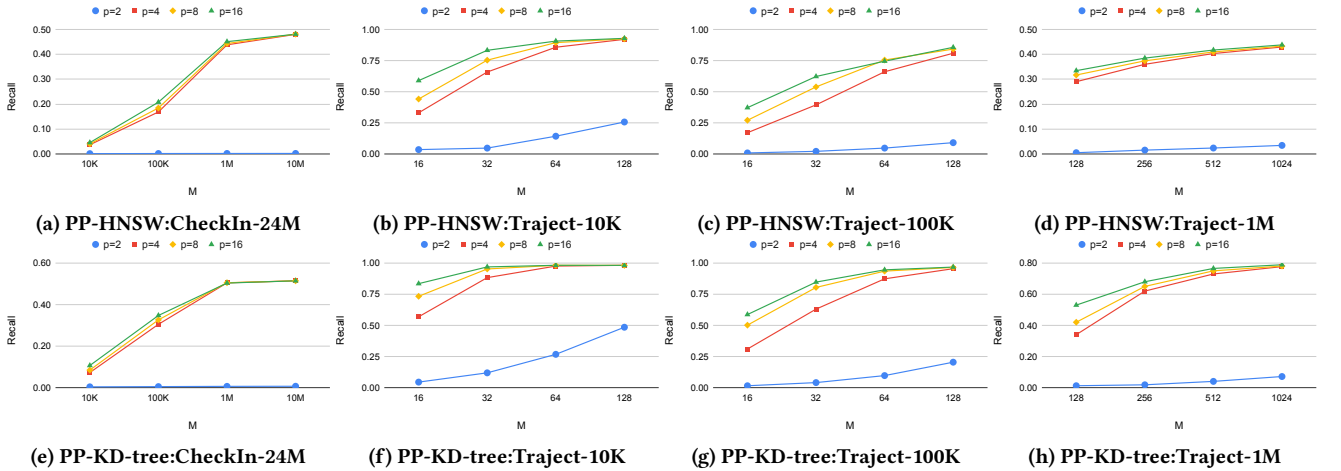 p=2 p=4 p=8 p=16
Recall
0.50
0.40
0.30
0.20
0.10
0.00
10K 100K 1M 10M
M
(a) PP-HNSW:CheckIn-24M
p=2 p=4 p=8 p=16
Recall
1.00
0.75
0.50
0.25
0.00
16 32 64 128
M
(b) PP-HNSW:Traject-10K
p=2 p=4 p=8 p=16
Recall
1.00
0.75
0.50
0.25
0.00
16 32 64 128
M
(c) PP-HNSW:Traject-100K
p=2 p=4 p=8 p=16
Recall
0.50
0.40
0.30
0.20
0.10
0.00
128 256 512 1024
M
(d) PP-HNSW:Traject-1M
p=2 p=4 p=8 p=16
Recall
0.60
0.40
0.20
0.00
10K 100K 1M 10M
M
(e) PP-KD-tree:CheckIn-24M
p=2 p=4 p=8 p=16
Recall
1.00
0.75
0.50
0.25
0.00
16 32 64 128
M
(f) PP-KD-tree:Traject-10K
p=2 p=4 p=8 p=16
Recall
1.00
0.75
0.50
0.25
0.00
16 32 64 128
M
(g) PP-KD-tree:Traject-100K
p=2 p=4 p=8 p=16
Recall
0.80
0.60
0.40
0.20
0.00
128 256 512 1024
M
(h) PP-KD-tree:Traject-1M